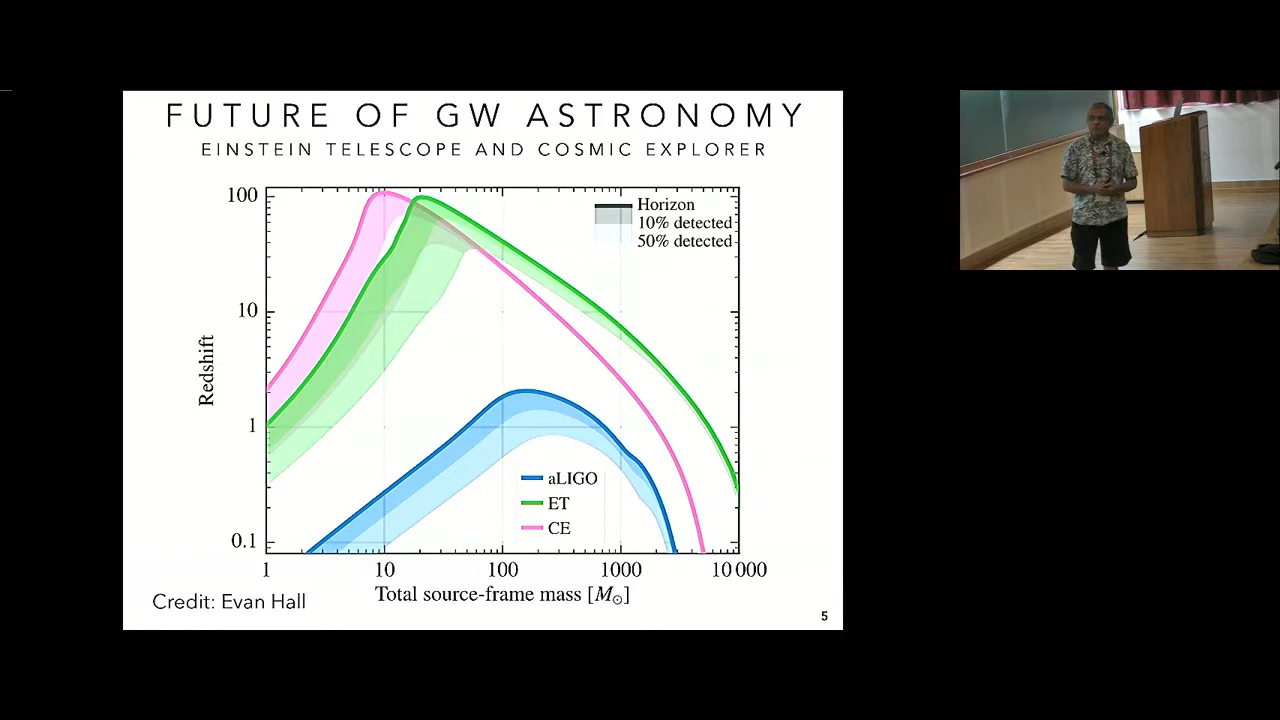 FUTURE OF GW ASTRONOMY
EINSTEIN TELESCOPE AND COSMIC EXPLORER
100
10
1
0.1
Redshift
Horizon
10% detected
50% detected
aLIGO
ET
CE
1 10 100 1000 10 000
Total source-frame mass [M☉]
Credit: Evan Hall
5